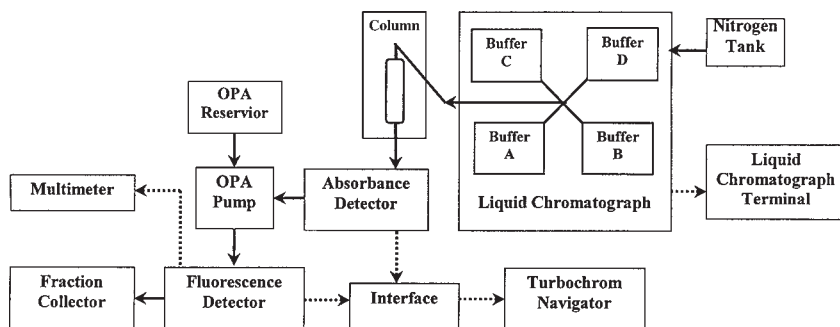 Column
Buffer
C
Buffer
D
Nitrogen
Tank
OPA
Reservior
Buffer
A
Buffer
B
Liquid Chromatograph
Liquid
Chromatograph
Terminal
Multimeter
OPA
Pump
Absorbance
Detector
Fraction
Collector
Fluorescence
Detector
Interface
Turbochrom
Navigator